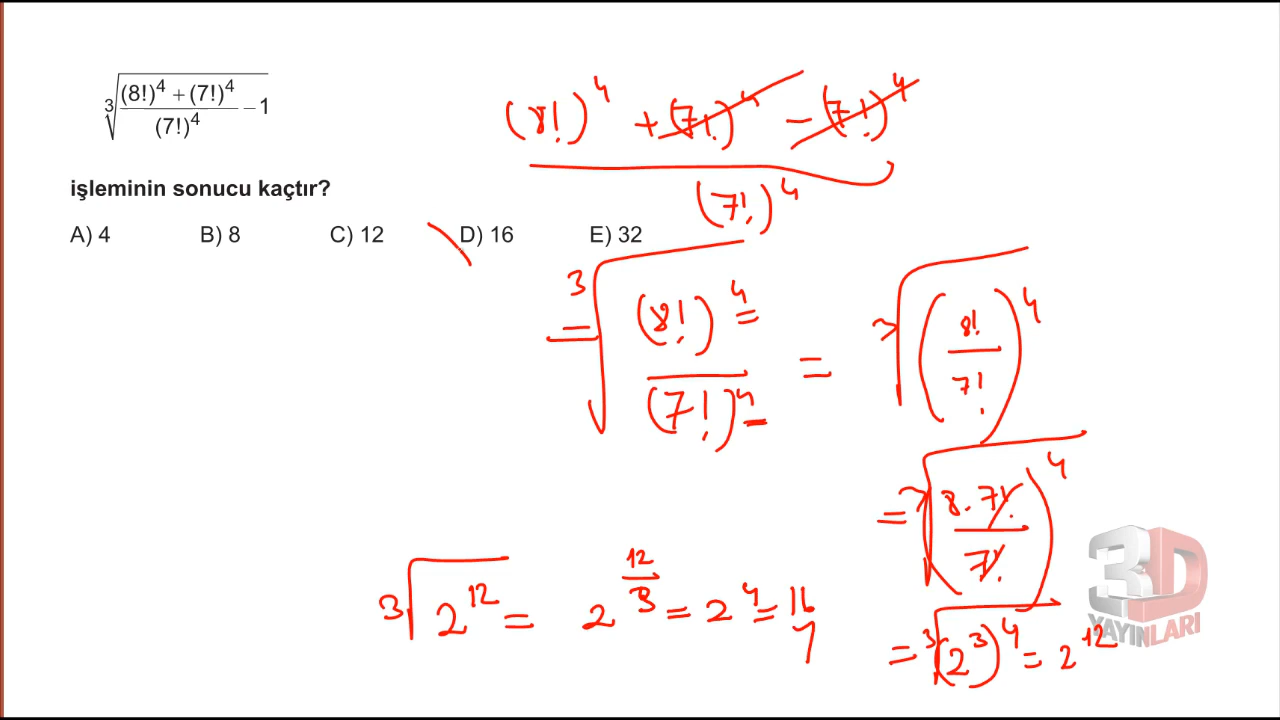 ∛(((8!)⁴ + (7!)⁴)/(7!)⁴ − 1)
işleminin sonucu kaçtır?
A) 4 B) 8 C) 12 D) 16 E) 32
((8!)⁴ + (7!)⁴ − (7!)⁴)/(7!)⁴
= ∛((8!)⁴/(7!)⁴) = ∛((8!/7!)⁴)
= ∛((8.7!/7!)⁴)
= ∛(2³)⁴ = 2¹²
∛(2¹²) = 2^(12/3) = 2⁴ = 16
3D
YAYINLARI